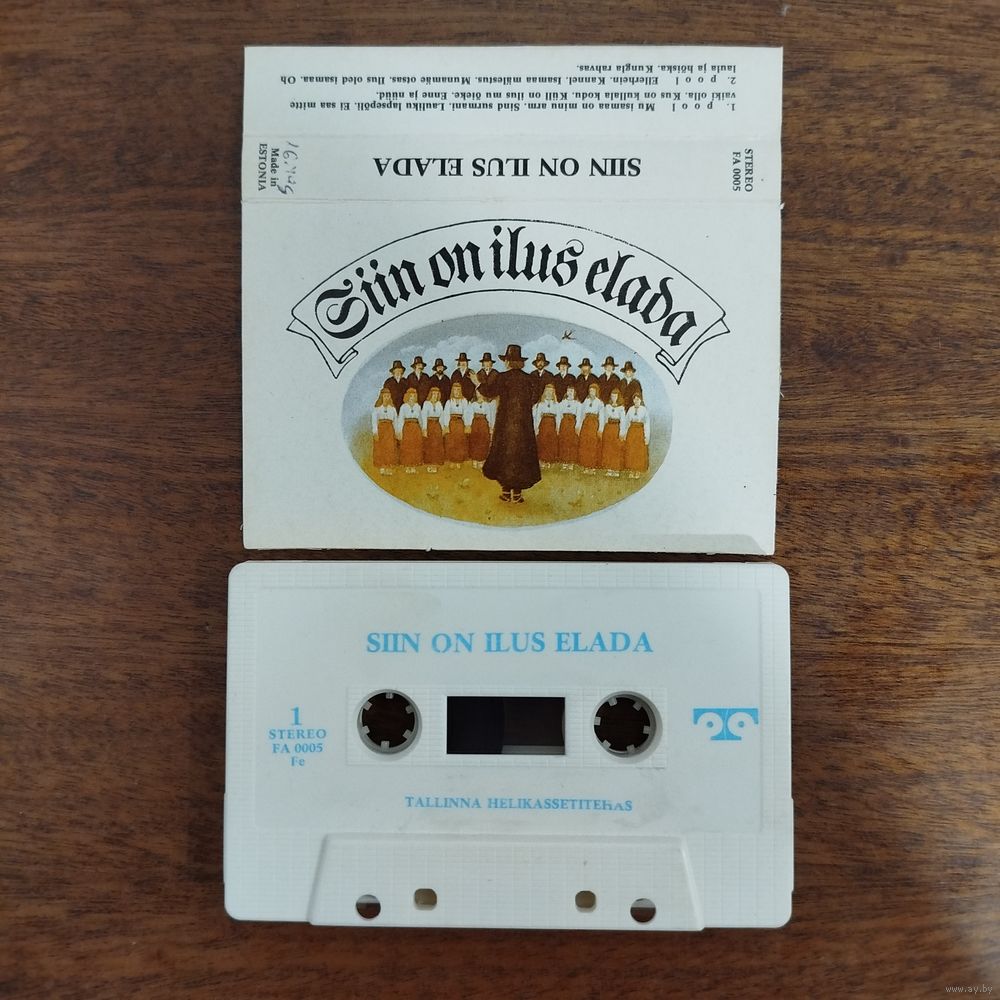 1. pool Mu isamaa on minu arm. Sind surmani. Lauliku lapsepõli. Ei saa mitte
vaiki olla. Kus on kullala kodu. Küll on ilus mu õieke. Enne ja nüüd.
2. pool Ellerhein. Kannel. Isamaa mälestus. Munamäe otsas. Ilus oled isamaa. Oh
laula ja hõiska. Kungla rahvas.
STEREO
FA 0005
SIIN ON ILUS ELADA
Made in
ESTONIA
Siin on ilus elada
SIIN ON ILUS ELADA
1
STEREO
FA 0005
Fe
TALLINNA HELIKASSETITEHAS
www.ay.by